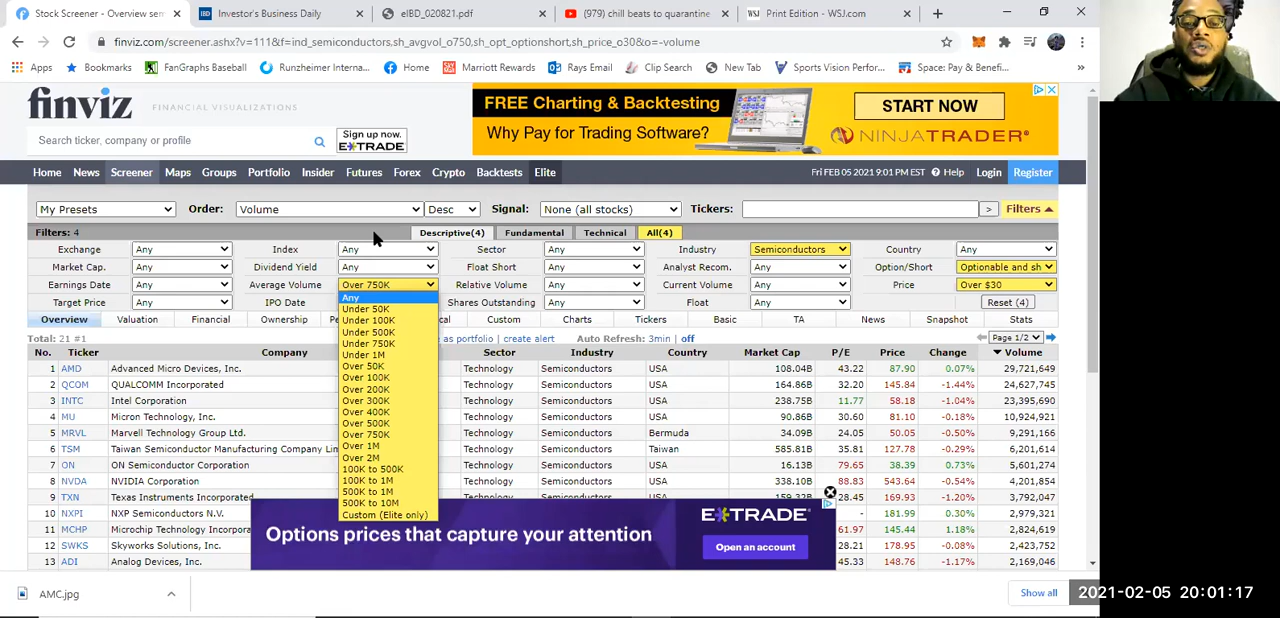 Stock Screener - Overview sem
Investor's Business Daily
eIBD_020821.pdf
(979) chill beats to quarantine
Print Edition - WSJ.com
finviz.com/screener.ashx?v=111&f=ind_semiconductors,sh_avgvol_o750,sh_opt_optionshort,sh_price_o30&o=-volume
Apps Bookmarks FanGraphs Baseball Runzheimer Interna... Home Marriott Rewards Rays Email Clip Search New Tab Sports Vision Perfor... Space: Pay & Benefi... »
finviz FINANCIAL VISUALIZATIONS
Search ticker, company or profile
Sign up now.
E*TRADE
FREE Charting & Backtesting
Why Pay for Trading Software?
START NOW
NINJATRADER
Home News Screener Maps Groups Portfolio Insider Futures Forex Crypto Backtests Elite
FRI FEB 05 2021 9:01 PM EST Help Login Register
My Presets Order: Volume Desc Signal: None (all stocks) Tickers: > Filters
Filters: 4 Descriptive(4) Fundamental Technical All(4)
Exchange Any Index Any Sector Any Industry Semiconductors Country Any
Market Cap. Any Dividend Yield Any Float Short Any Analyst Recom. Any Option/Short Optionable and sh
Earnings Date Any Average Volume Over 750K Relative Volume Any Current Volume Any Price Over $30
Target Price Any IPO Date Shares Outstanding Any Float Any Reset (4)
Any
Under 50K
Under 100K
Under 500K
Under 750K
Under 1M
Over 50K
Over 100K
Over 200K
Over 300K
Over 400K
Over 500K
Over 750K
Over 1M
Over 2M
100K to 500K
100K to 1M
500K to 1M
500K to 10M
Custom (Elite only)
Overview Valuation Financial Ownership Custom Charts Tickers Basic TA News Snapshot Stats
Total: 21 #1 as portfolio | create alert Auto Refresh: 3min | off Page 1/2
No. Ticker Company Sector Industry Country Market Cap P/E Price Change Volume
1 AMD Advanced Micro Devices, Inc. Technology Semiconductors USA 108.04B 43.22 87.90 0.07% 29,721,649
2 QCOM QUALCOMM Incorporated Technology Semiconductors USA 164.86B 32.20 145.84 -1.44% 24,627,745
3 INTC Intel Corporation Technology Semiconductors USA 238.75B 11.77 58.18 -1.04% 23,395,690
4 MU Micron Technology, Inc. Technology Semiconductors USA 90.86B 30.60 81.10 -0.18% 10,924,921
5 MRVL Marvell Technology Group Ltd. Technology Semiconductors Bermuda 34.09B 24.00 50.05 -0.50% 9,291,166
6 TSM Taiwan Semiconductor Manufacturing Company Technology Semiconductors Taiwan 585.81B 35.81 127.78 -0.29% 6,619,201
7 ON ON Semiconductor Corporation Technology Semiconductors USA 16.13B 79.65 38.39 0.73% 5,601,274
8 NVDA NVIDIA Corporation Technology Semiconductors USA 338.10B 88.83 543.64 -0.54% 4,201,854
9 TXN Texas Instruments Incorporated 28.45 169.93 -1.20% 3,792,047
10 NXPI NXP Semiconductors N.V. - 181.99 0.30% 2,979,321
11 MCHP Microchip Technology Incorporated 61.97 145.44 1.18% 2,824,619
12 SWKS Skyworks Solutions, Inc. 28.21 178.95 -0.08% 2,423,752
13 ADI Analog Devices, Inc. 45.33 148.76 -1.17% 2,169,046
Options prices that capture your attention
E*TRADE
Open an account
AMC.jpg
Show all
2021-02-05 20:01:17